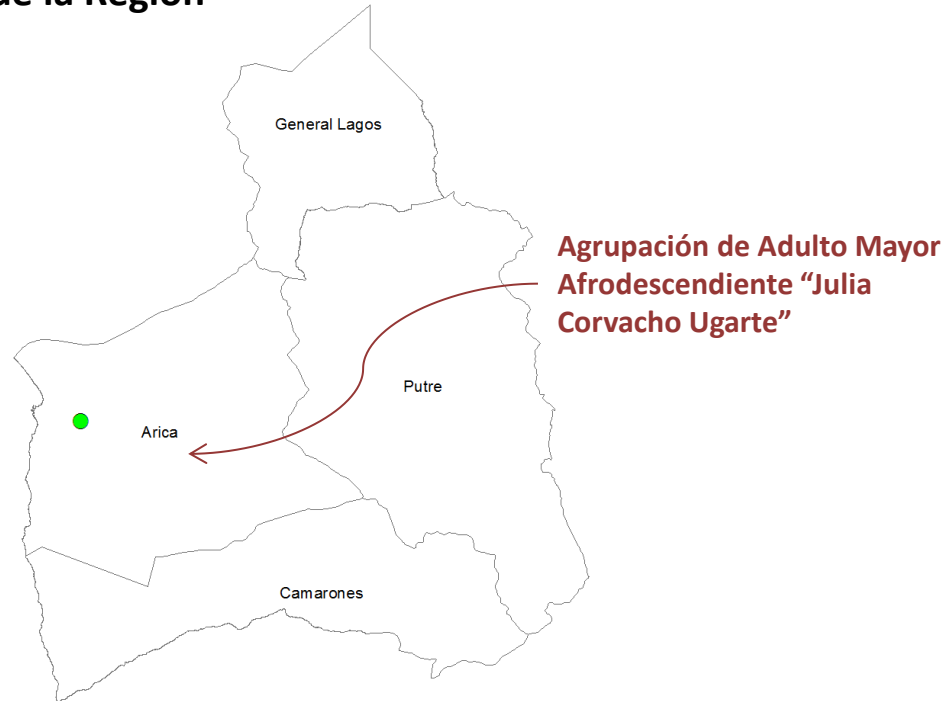 de la Región
General Lagos
Agrupación de Adulto Mayor
Afrodescendiente “Julia
Corvacho Ugarte”
Putre
Arica
Camarones